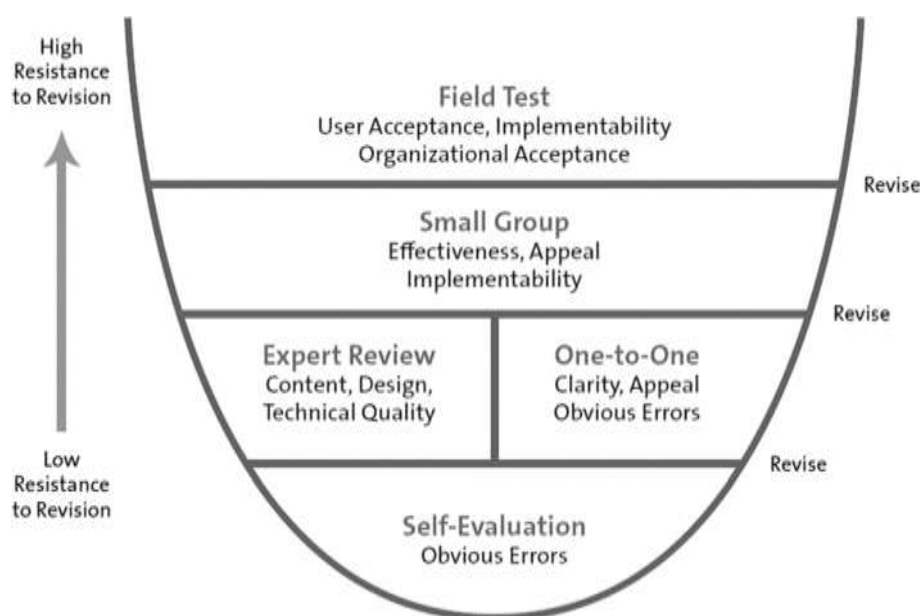 High
Resistance
to Revision
Field Test
User Acceptance, Implementability
Organizational Acceptance
Revise
Small Group
Effectiveness, Appeal
Implementability
Revise
Expert Review
Content, Design,
Technical Quality
One-to-One
Clarity, Appeal
Obvious Errors
Revise
Low
Resistance
to Revision
Self-Evaluation
Obvious Errors